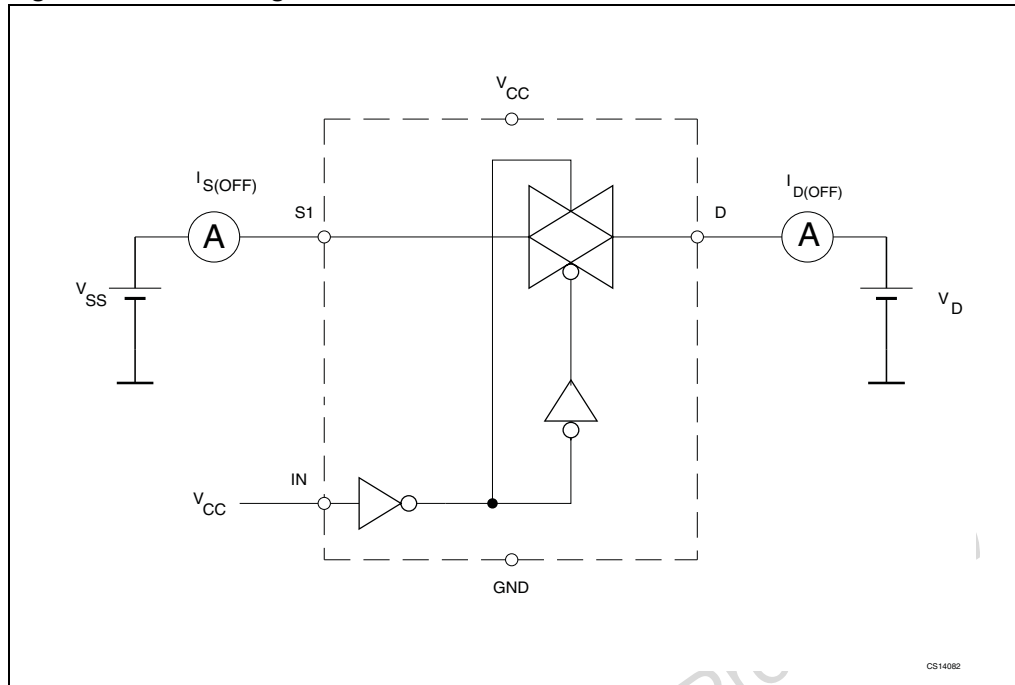 V CC
I S(OFF)
I D(OFF)
S1
D
A
A
V SS
V D
IN
V CC
GND
CS14082